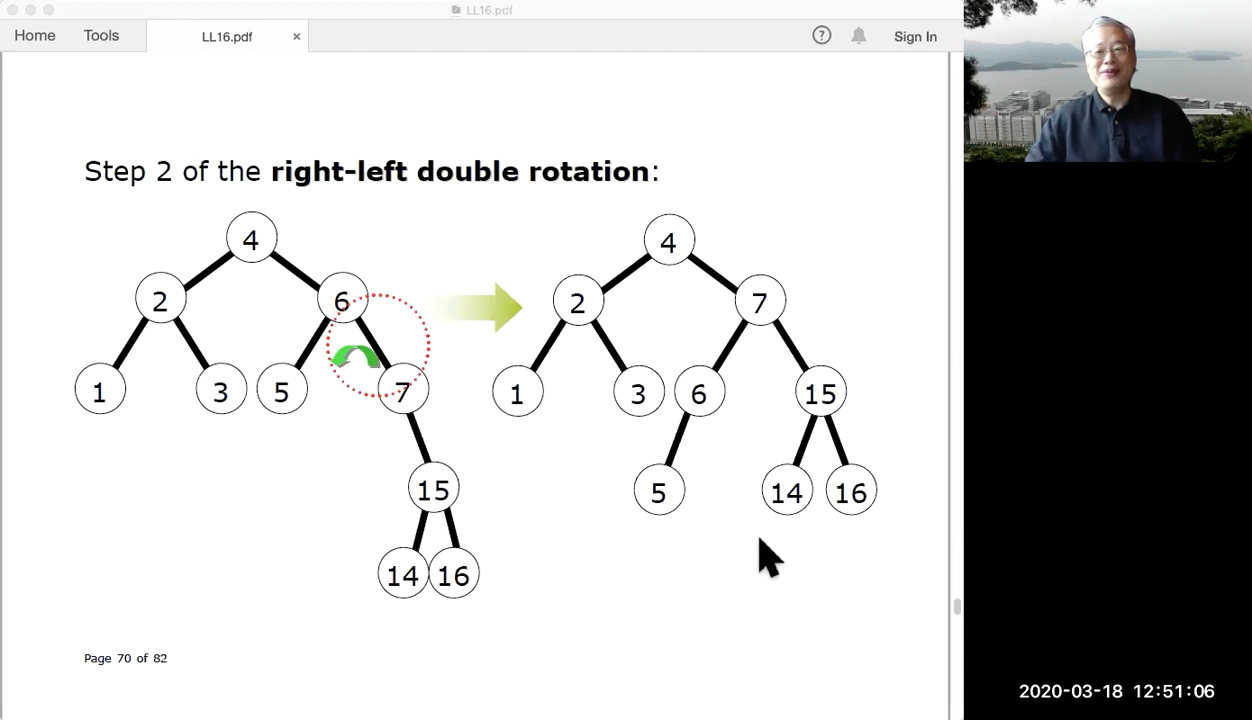 LL16.pdf
Home Tools LL16.pdf × ? Sign In
Step 2 of the right-left double rotation:
4 4
2 6 2 7
1 3 5 7 1 3 6 15
15 5 14 16
14 16
Page 70 of 82
2020-03-18 12:51:06